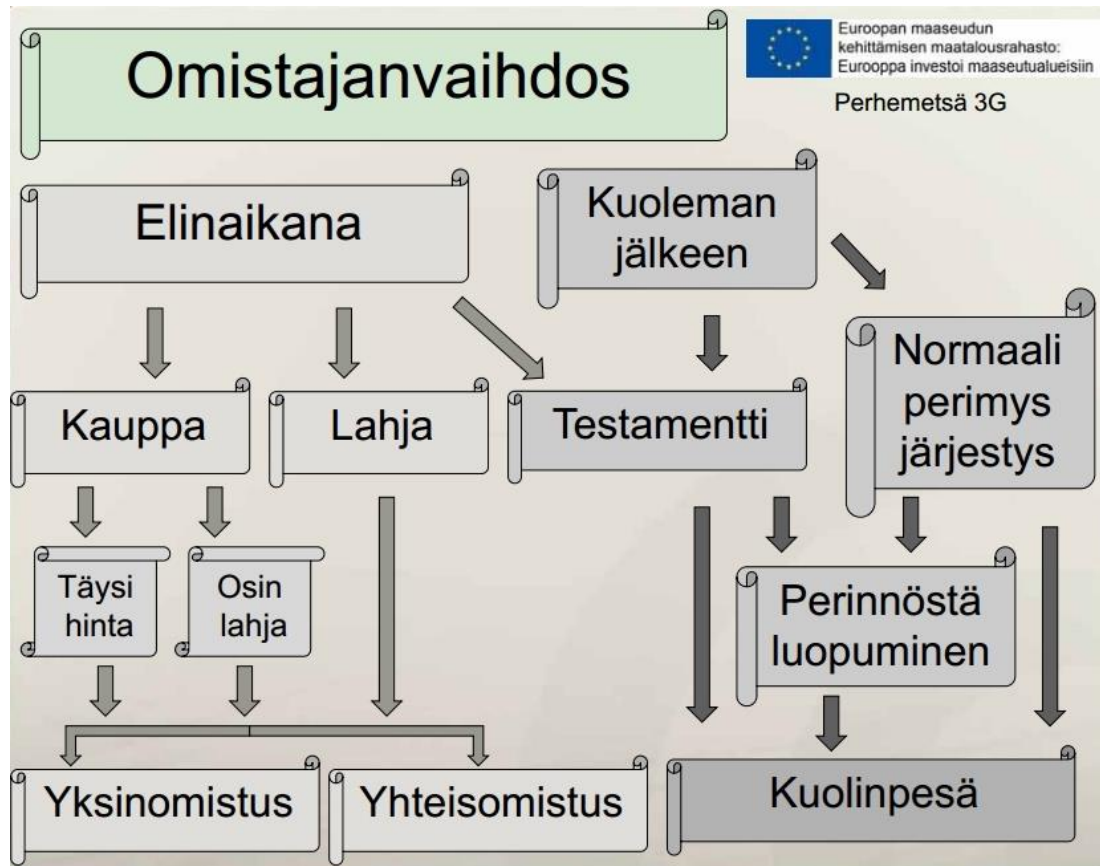 Omistajanvaihdos
Euroopan maaseudun
kehittämisen maatalousrahasto:
Eurooppa investoi maaseutualueisiin
Perhemetsä 3G
Elinaikana
Kuoleman
jälkeen
Normaali
perimys
järjestys
Kauppa
Lahja
Testamentti
Täysi
hinta
Osin
lahja
Perinnöstä
luopuminen
Yksinomistus
Yhteisomistus
Kuolinpesä